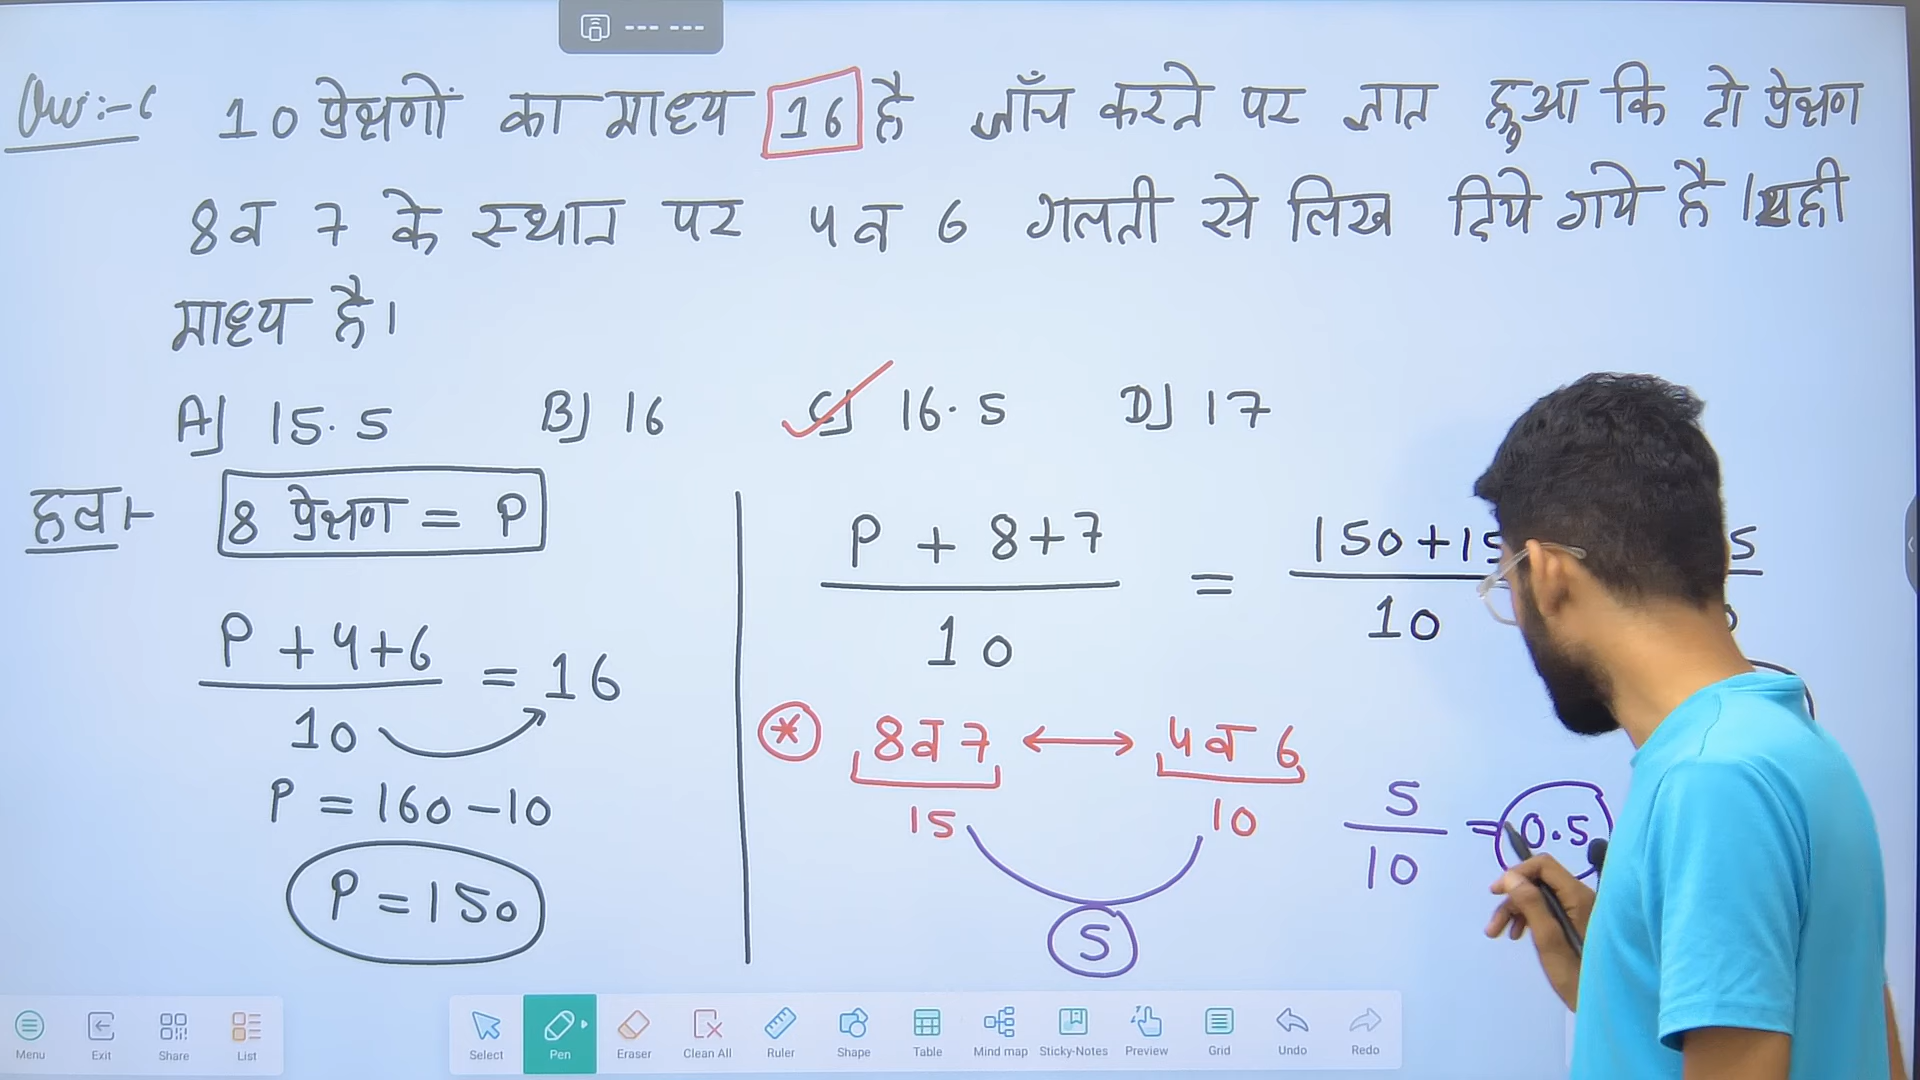 --- ---
Que:-6 10 प्रेक्षणों का माध्य 16 है जाँच करने पर ज्ञात हुआ कि दो प्रेक्षण
8 व 7 के स्थान पर 4 व 6 गलती से लिख दिये गये है। सही
माध्य है।
A] 15.5 B] 16 C] 16.5 D] 17
हल:- 8 प्रेक्षण = P
P + 4+6 / 10 = 16
P = 160-10
P = 150
P + 8+7 / 10 = 150+15 / 10
* 8 व 7 ↔ 4 व 6
15 10
5
5 / 10 = 0.5
Menu Exit Share List Select Pen Eraser Clean All Ruler Shape Table Mind map Sticky-Notes Preview Grid Undo Redo